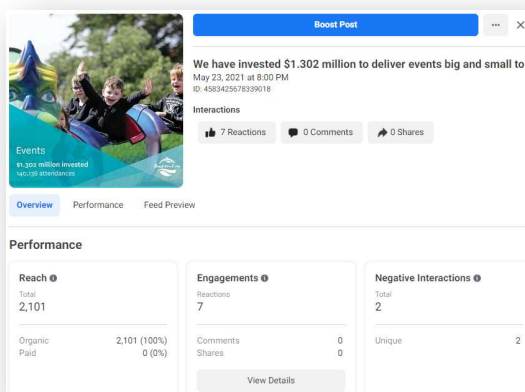 Boost Post
We have invested $1.302 million to deliver events big and small to
May 23, 2021 at 8:00 PM
ID: 4583425678339018
Interactions
7 Reactions
0 Comments
0 Shares
Events
$1.302 million invested
140,136 attendances
Overview
Performance
Feed Preview
Performance
Reach
Total
2,101
Organic 2,101 (100%)
Paid 0 (0%)
Engagements
Reactions
7
Comments 0
Shares 0
View Details
Negative Interactions
Total
2
Unique 2